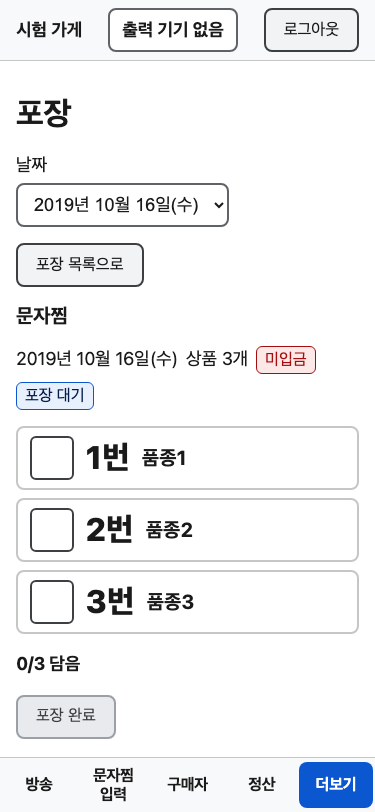 시험 가게 출력 기기 없음 로그아웃
포장
날짜
2019년 10월 16일(수)
포장 목록으로
문자찜
2019년 10월 16일(수) 상품 3개 미입금
포장 대기
1번 품종1
2번 품종2
3번 품종3
0/3 담음
포장 완료
방송 문자찜 입력 구매자 정산 더보기